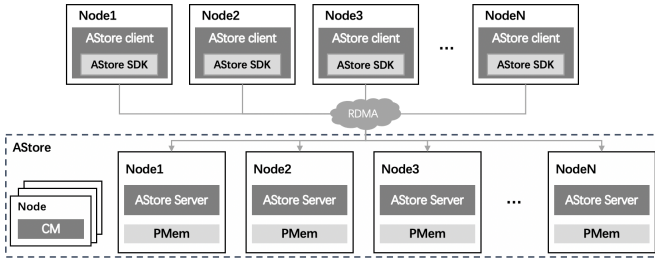 Node1 Node2 Node3 NodeN
AStore client AStore client AStore client ... AStore client
AStore SDK AStore SDK AStore SDK AStore SDK
RDMA
AStore
Node1 Node2 Node3 NodeN
Node
AStore Server AStore Server AStore Server ... AStore Server
CM
PMem PMem PMem PMem